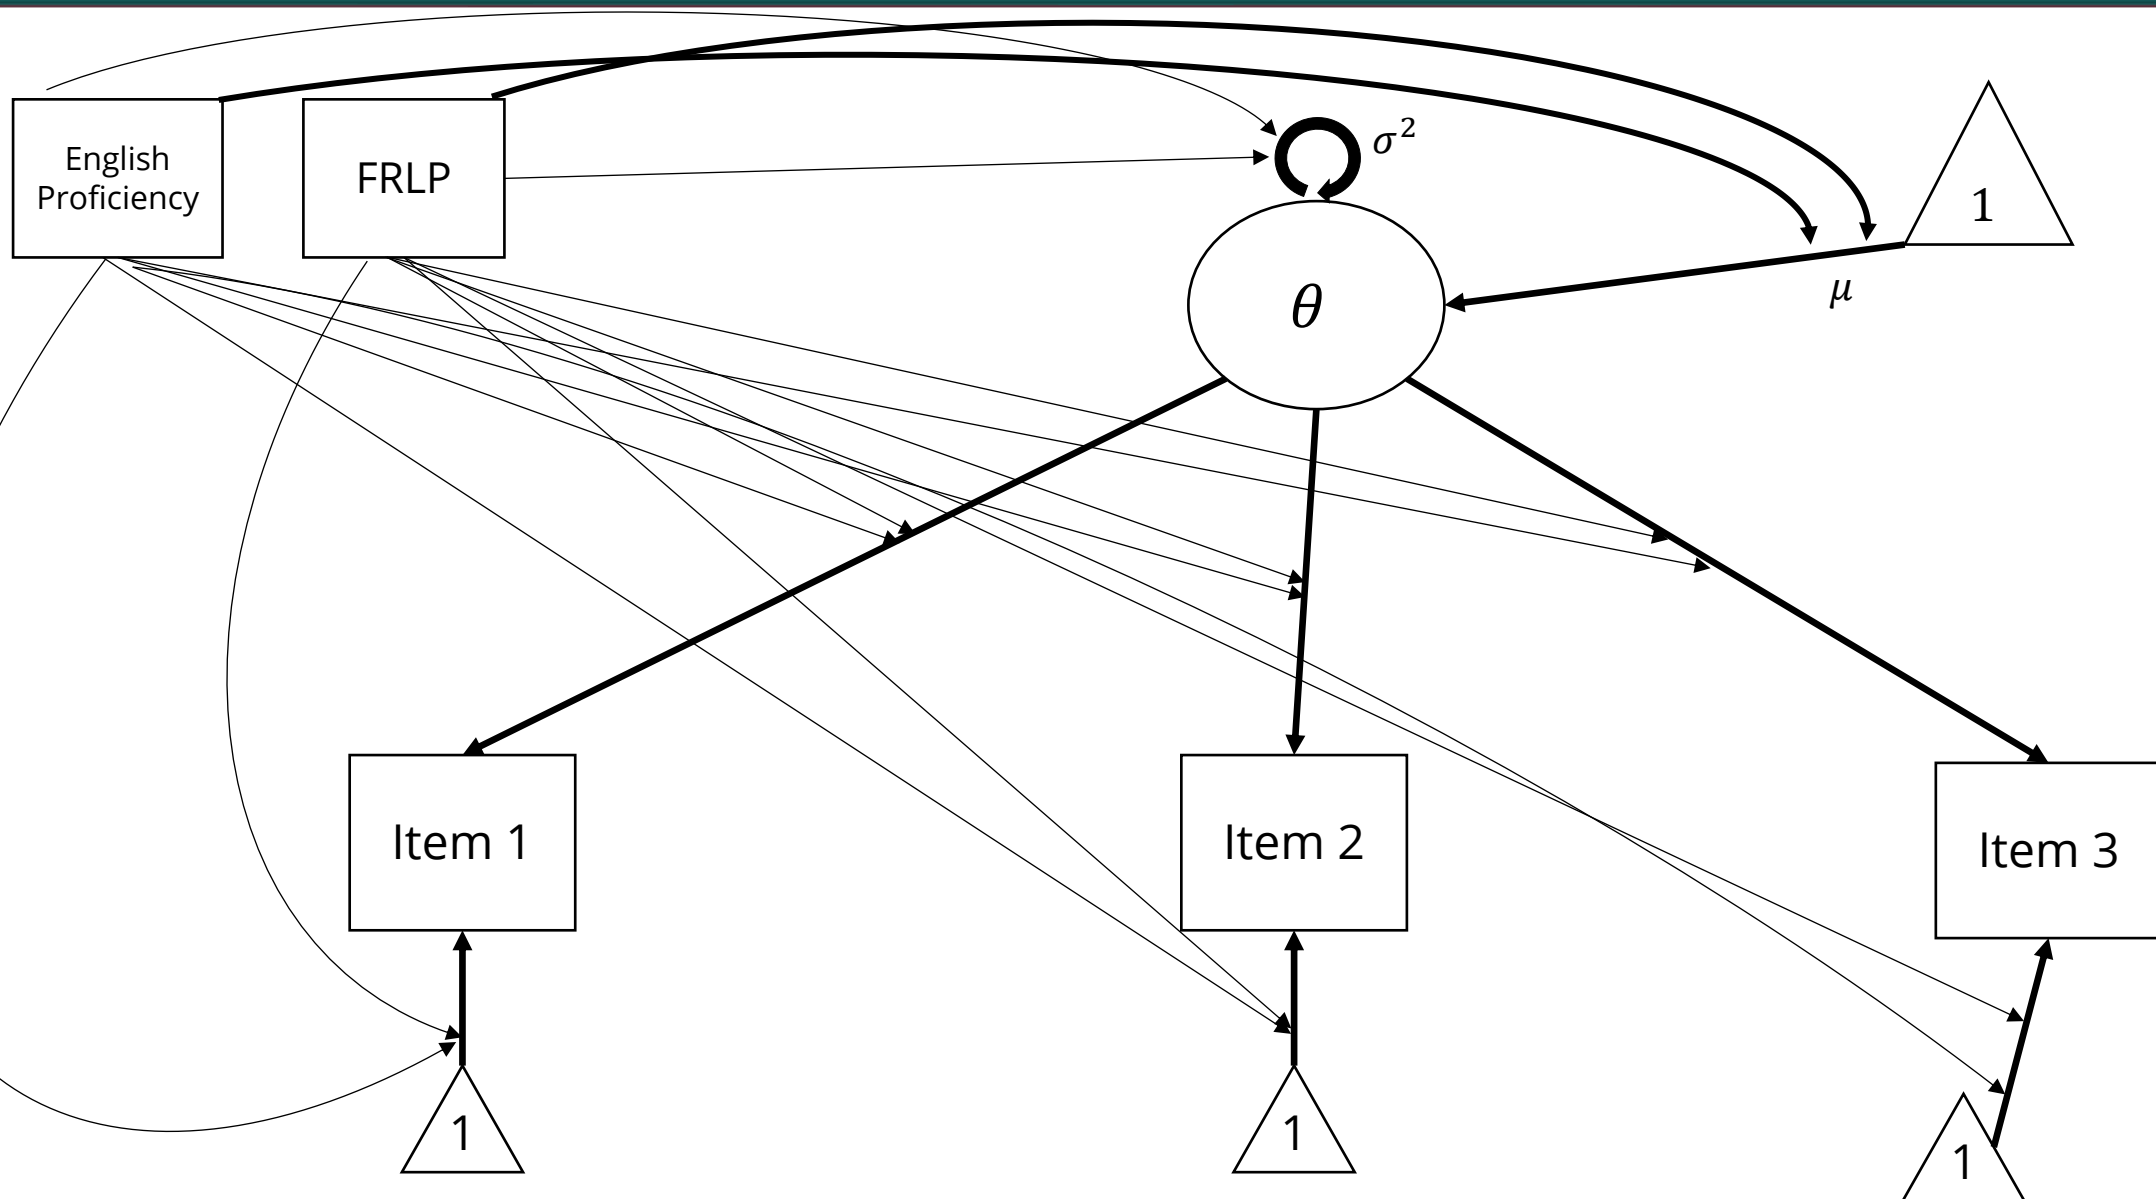 English
Proficiency
FRLP
σ²
1
θ
μ
Item 1
Item 2
Item 3
1
1
1